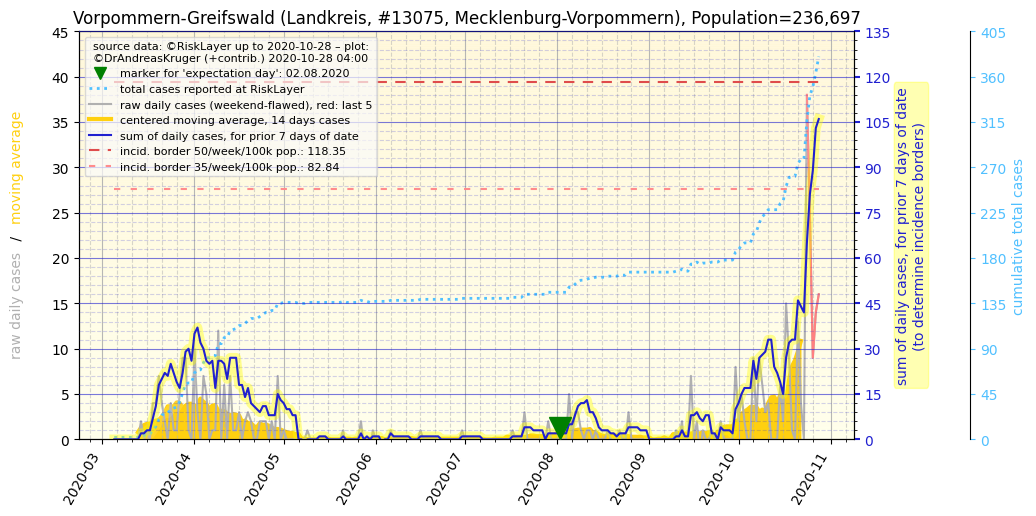 Vorpommern-Greifswald (Landkreis, #13075, Mecklenburg-Vorpommern), Population=236,697
source data: ©RiskLayer up to 2020-10-28 – plot:
©DrAndreasKruger (+contrib.) 2020-10-28 04:00
marker for 'expectation day': 02.08.2020
total cases reported at RiskLayer
raw daily cases (weekend-flawed), red: last 5
centered moving average, 14 days cases
sum of daily cases, for prior 7 days of date
incid. border 50/week/100k pop.: 118.35
incid. border 35/week/100k pop.: 82.84
raw daily cases / moving average
45
40
35
30
25
20
15
10
5
0
2020-03
2020-04
2020-05
2020-06
2020-07
2020-08
2020-09
2020-10
2020-11
135
120
105
90
75
60
45
30
15
0
sum of daily cases, for prior 7 days of date
(to determine incidence borders)
405
360
315
270
225
180
135
90
45
0
cumulative total cases